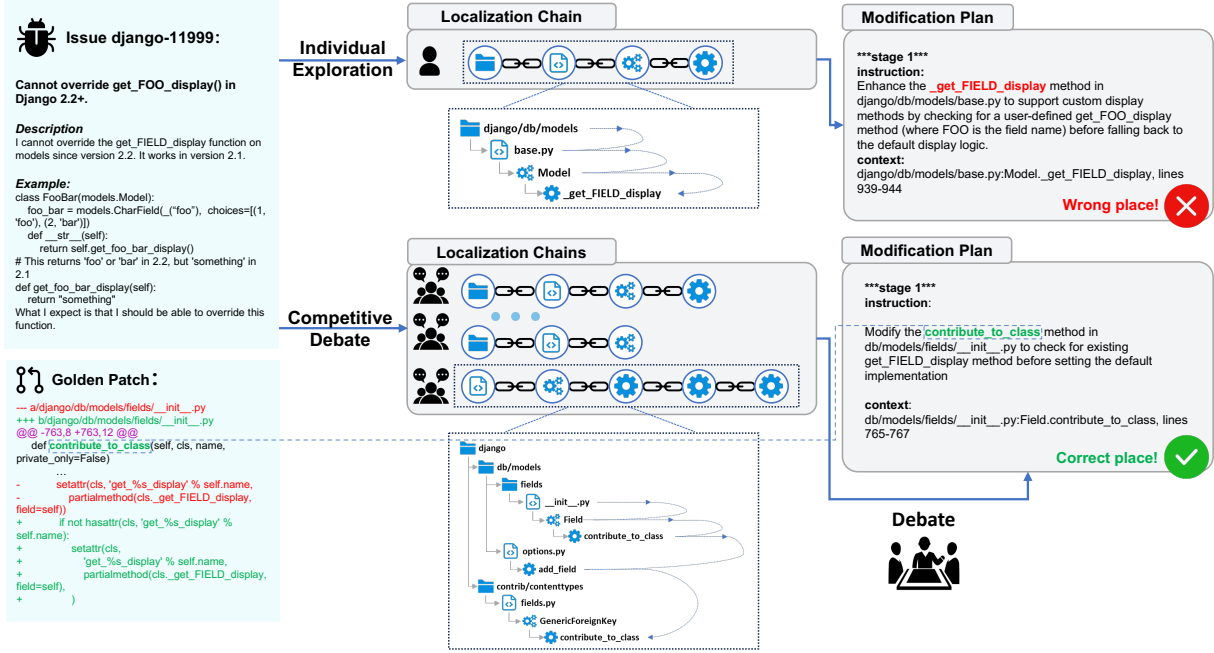 Issue django-11999:
Cannot override get_FOO_display() in
Django 2.2+.
Description
I cannot override the get_FIELD_display function on
models since version 2.2. It works in version 2.1.
Example:
class FooBar(models.Model):
foo_bar = models.CharField(_("foo"), choices=[(1,
'foo'), (2, 'bar')])
def __str__(self):
return self.get_foo_bar_display()
# This returns 'foo' or 'bar' in 2.2, but 'something' in
2.1
def get_foo_bar_display(self):
return "something"
What I expect is that I should be able to override this
function.
Golden Patch:
--- a/django/db/models/fields/__init__.py
+++ b/django/db/models/fields/__init__.py
@@ -763,8 +763,12 @@
def contribute_to_class(self, cls, name,
private_only=False)
...
- setattr(cls, 'get_%s_display' % self.name,
- partialmethod(cls._get_FIELD_display,
field=self))
+ if not hasattr(cls, 'get_%s_display' %
self.name):
+ setattr(cls,
+ 'get_%s_display' % self.name,
+ partialmethod(cls._get_FIELD_display,
field=self),
+ )
Individual
Exploration
Localization Chain
django/db/models
base.py
Model
_get_FIELD_display
Modification Plan
***stage 1***
instruction:
Enhance the _get_FIELD_display method in
django/db/models/base.py to support custom display
methods by checking for a user-defined get_FOO_display
method (where FOO is the field name) before falling back to
the default display logic.
context:
django/db/models/base.py:Model._get_FIELD_display, lines
939-944
Wrong place!
Competitive
Debate
Localization Chains
django
db/models
fields
__init__.py
Field
contribute_to_class
options.py
add_field
contrib/contenttypes
fields.py
GenericForeignKey
contribute_to_class
Modification Plan
***stage 1***
instruction:
Modify the contribute_to_class method in
db/models/fields/__init__.py to check for existing
get_FIELD_display method before setting the default
implementation
context:
db/models/fields/__init__.py:Field.contribute_to_class, lines
765-767
Correct place!
Debate